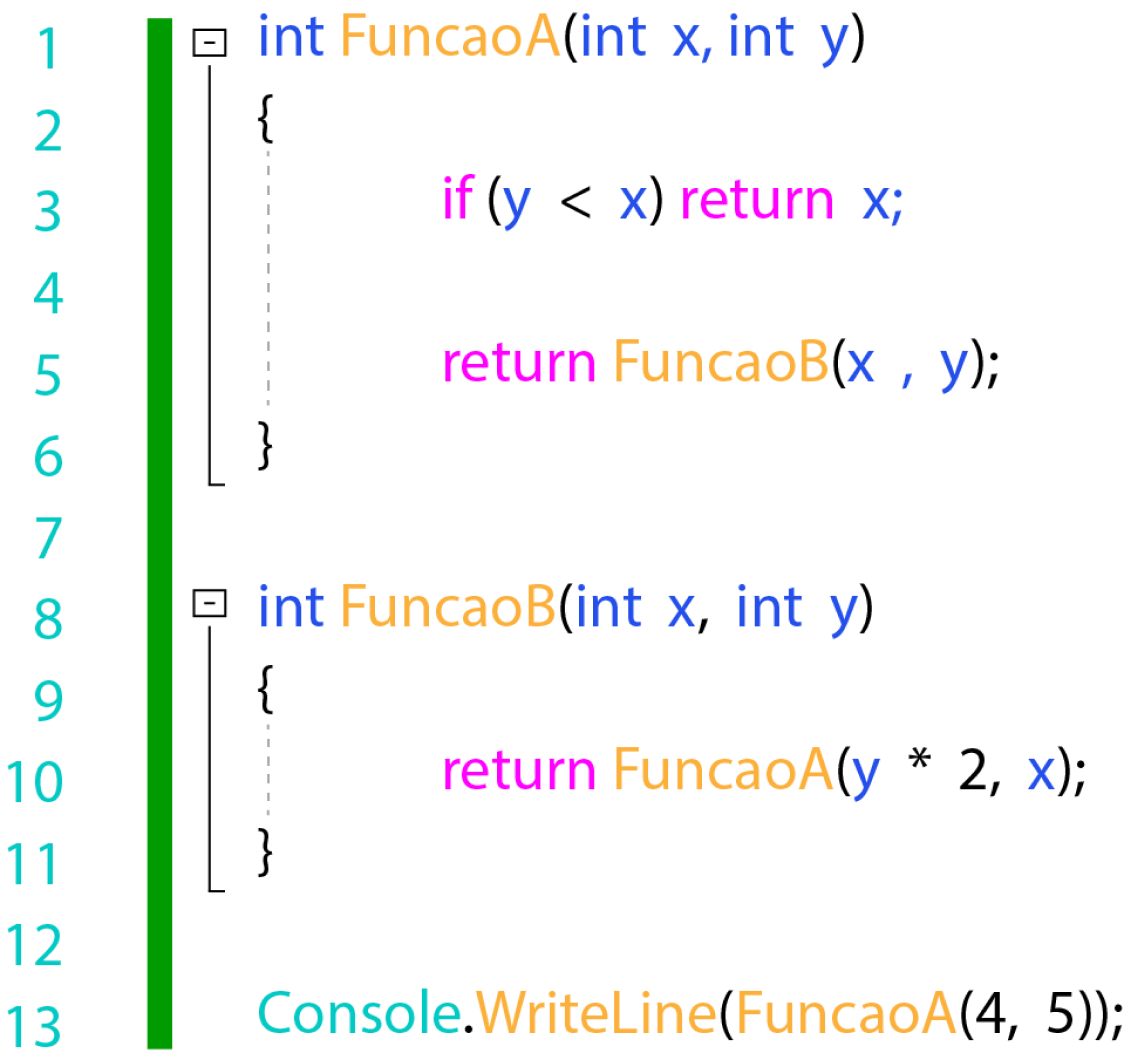 1 int FuncaoA(int x, int y)
2 {
3 if (y < x) return x;
4
5 return FuncaoB(x , y);
6 }
7
8 int FuncaoB(int x, int y)
9 {
10 return FuncaoA(y * 2, x);
11 }
12
13 Console.WriteLine(FuncaoA(4, 5));